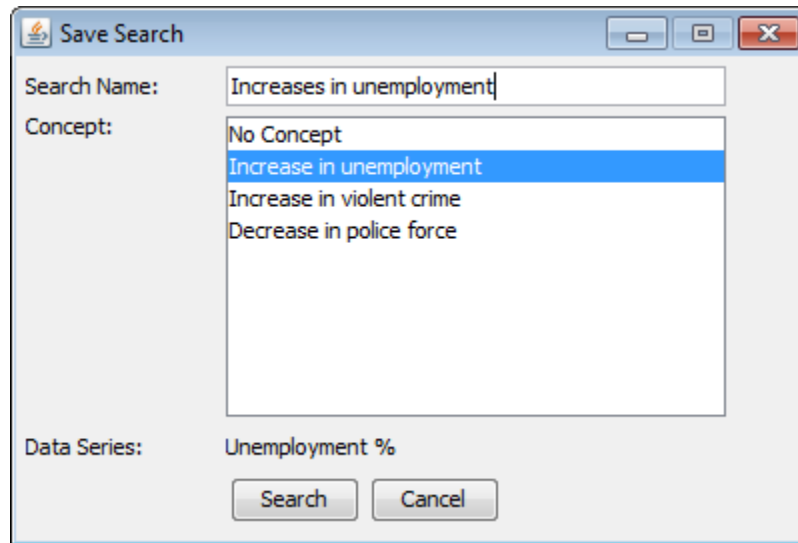 Save Search
Search Name: Increases in unemployment
Concept:
No Concept
Increase in unemployment
Increase in violent crime
Decrease in police force
Data Series: Unemployment %
Search Cancel